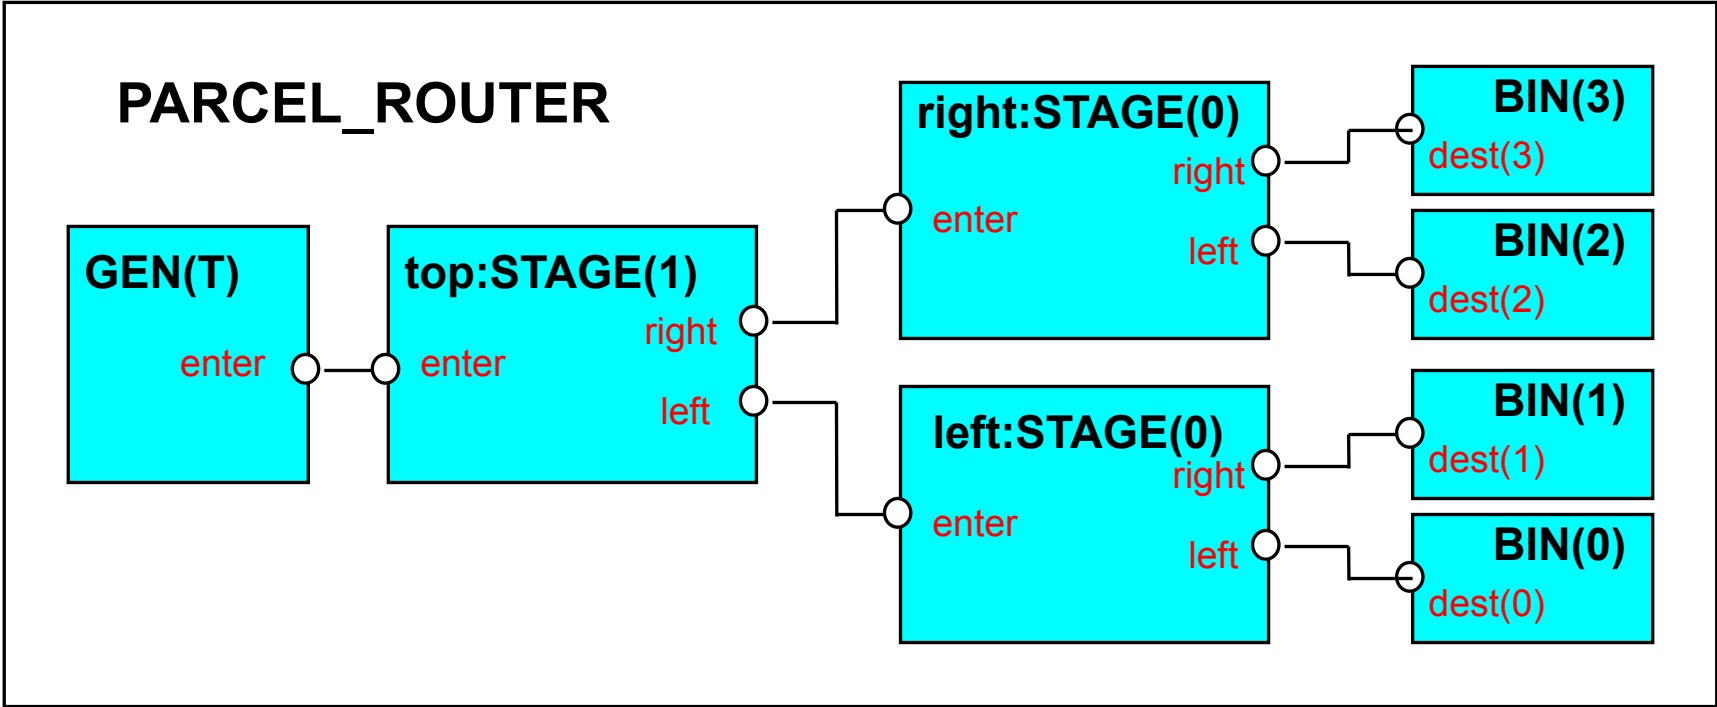 PARCEL_ROUTER
GEN(T)
enter
top:STAGE(1)
enter
right
left
right:STAGE(0)
enter
right
left
left:STAGE(0)
enter
right
left
BIN(3)
dest(3)
BIN(2)
dest(2)
BIN(1)
dest(1)
BIN(0)
dest(0)